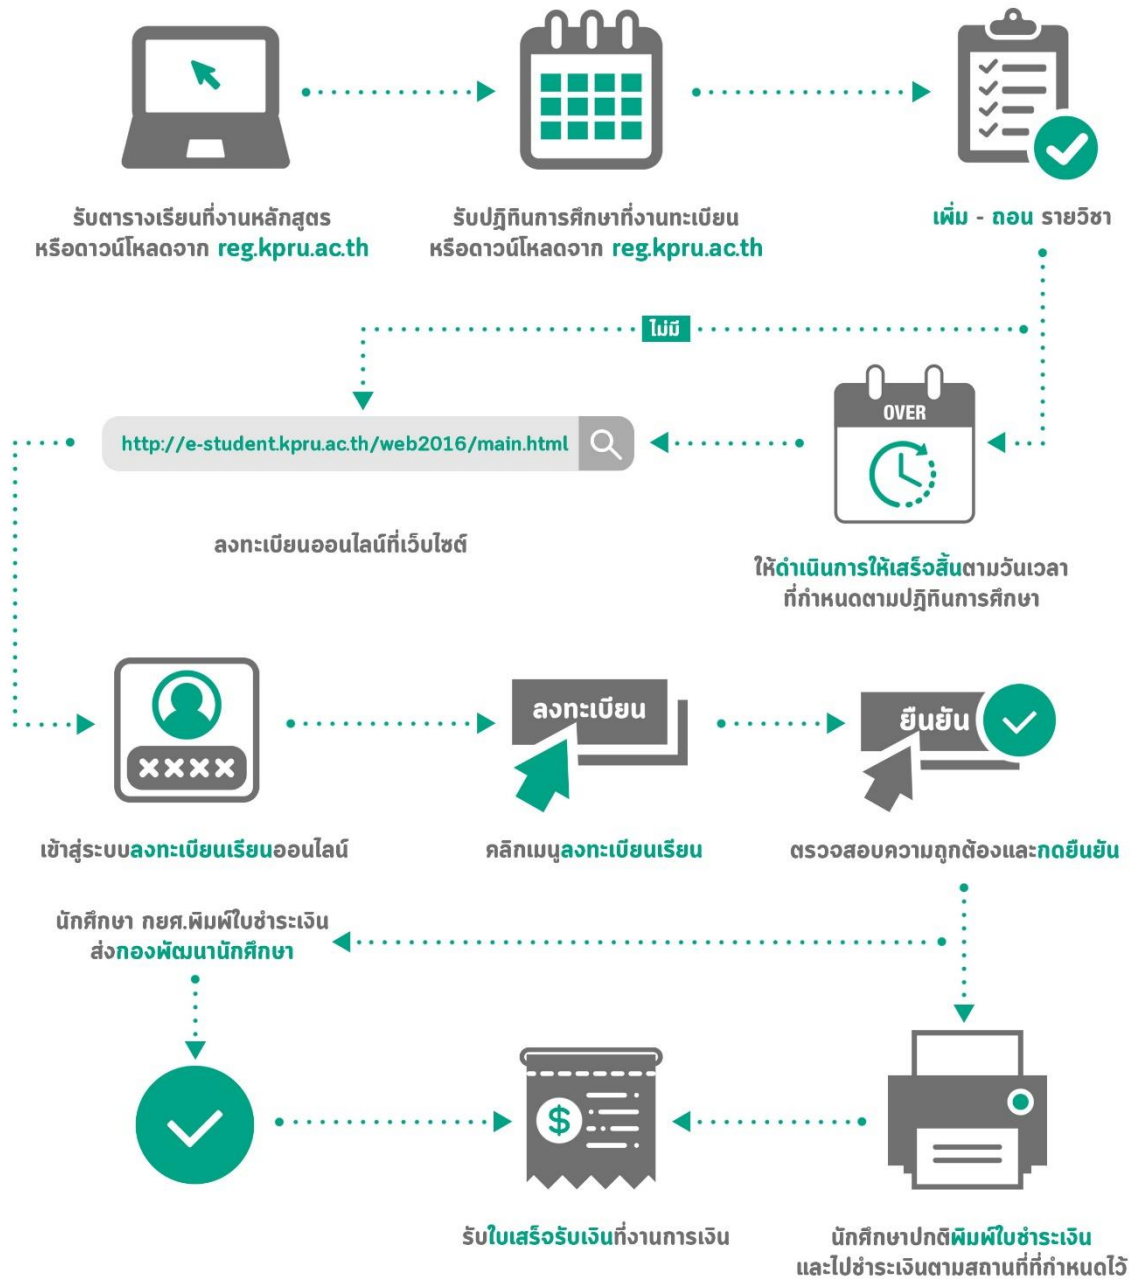 รับตารางเรียนที่งานหลักสูตร
หรือดาวน์โหลดจาก reg.kpru.ac.th
รับปฏิทินการศึกษาที่งานทะเบียน
หรือดาวน์โหลดจาก reg.kpru.ac.th
เพิ่ม - ถอน รายวิชา
ไม่มี
OVER
http://e-student.kpru.ac.th/web2016/main.html
ลงทะเบียนออนไลน์ที่เว็บไซต์
ให้ดำเนินการให้เสร็จสิ้นตามวันเวลา
ที่กำหนดตามปฏิทินการศึกษา
xxxx
ลงทะเบียน
ยืนยัน
เข้าสู่ระบบลงทะเบียนเรียนออนไลน์
คลิกเมนูลงทะเบียนเรียน
ตรวจสอบความถูกต้องและกดยืนยัน
นักศึกษา กยศ.พิมพ์ใบชำระเงิน
ส่งกองพัฒนานักศึกษา
$
รับใบเสร็จรับเงินที่งานการเงิน
นักศึกษาปกติพิมพ์ใบชำระเงิน
และไปชำระเงินตามสถานที่ที่กำหนดไว้